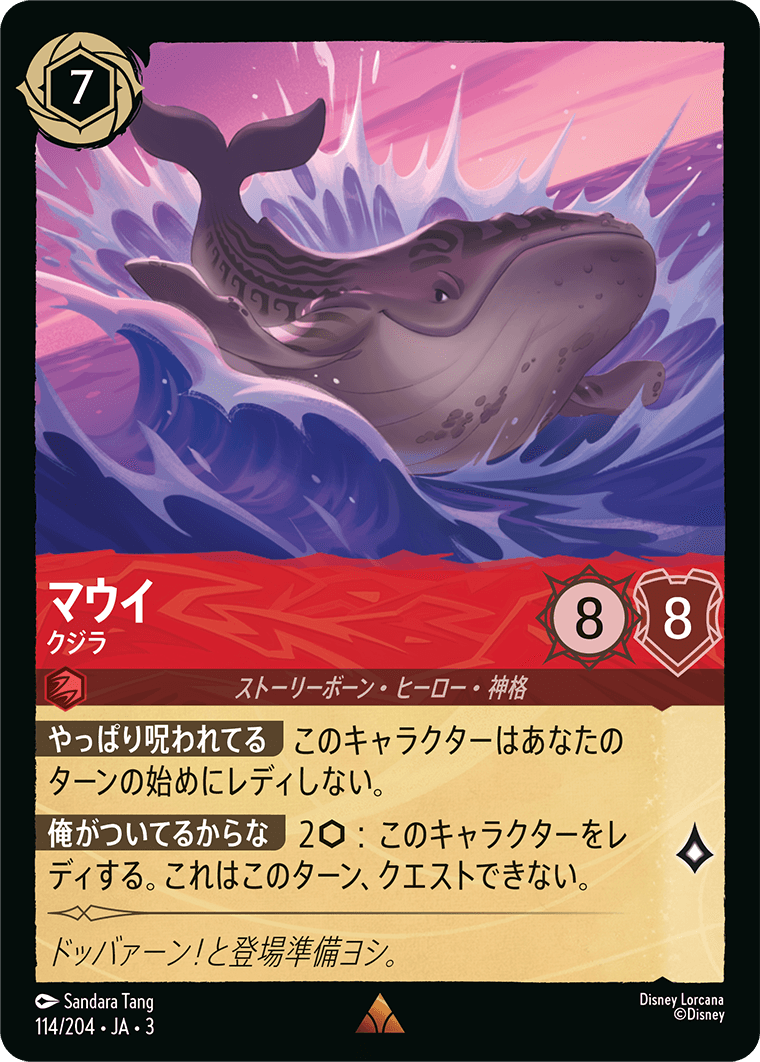 7
マウイ
クジラ
8
8
ストーリーボーン・ヒーロー・神格
やっぱり呪われてる このキャラクターはあなたの
ターンの始めにレディしない。
俺がついてるからな 2⬡：このキャラクターをレ
ディする。これはこのターン、クエストできない。
ドッバァーン！と登場準備ヨシ。
Sandara Tang
114/204・JA・3
Disney Lorcana
©Disney